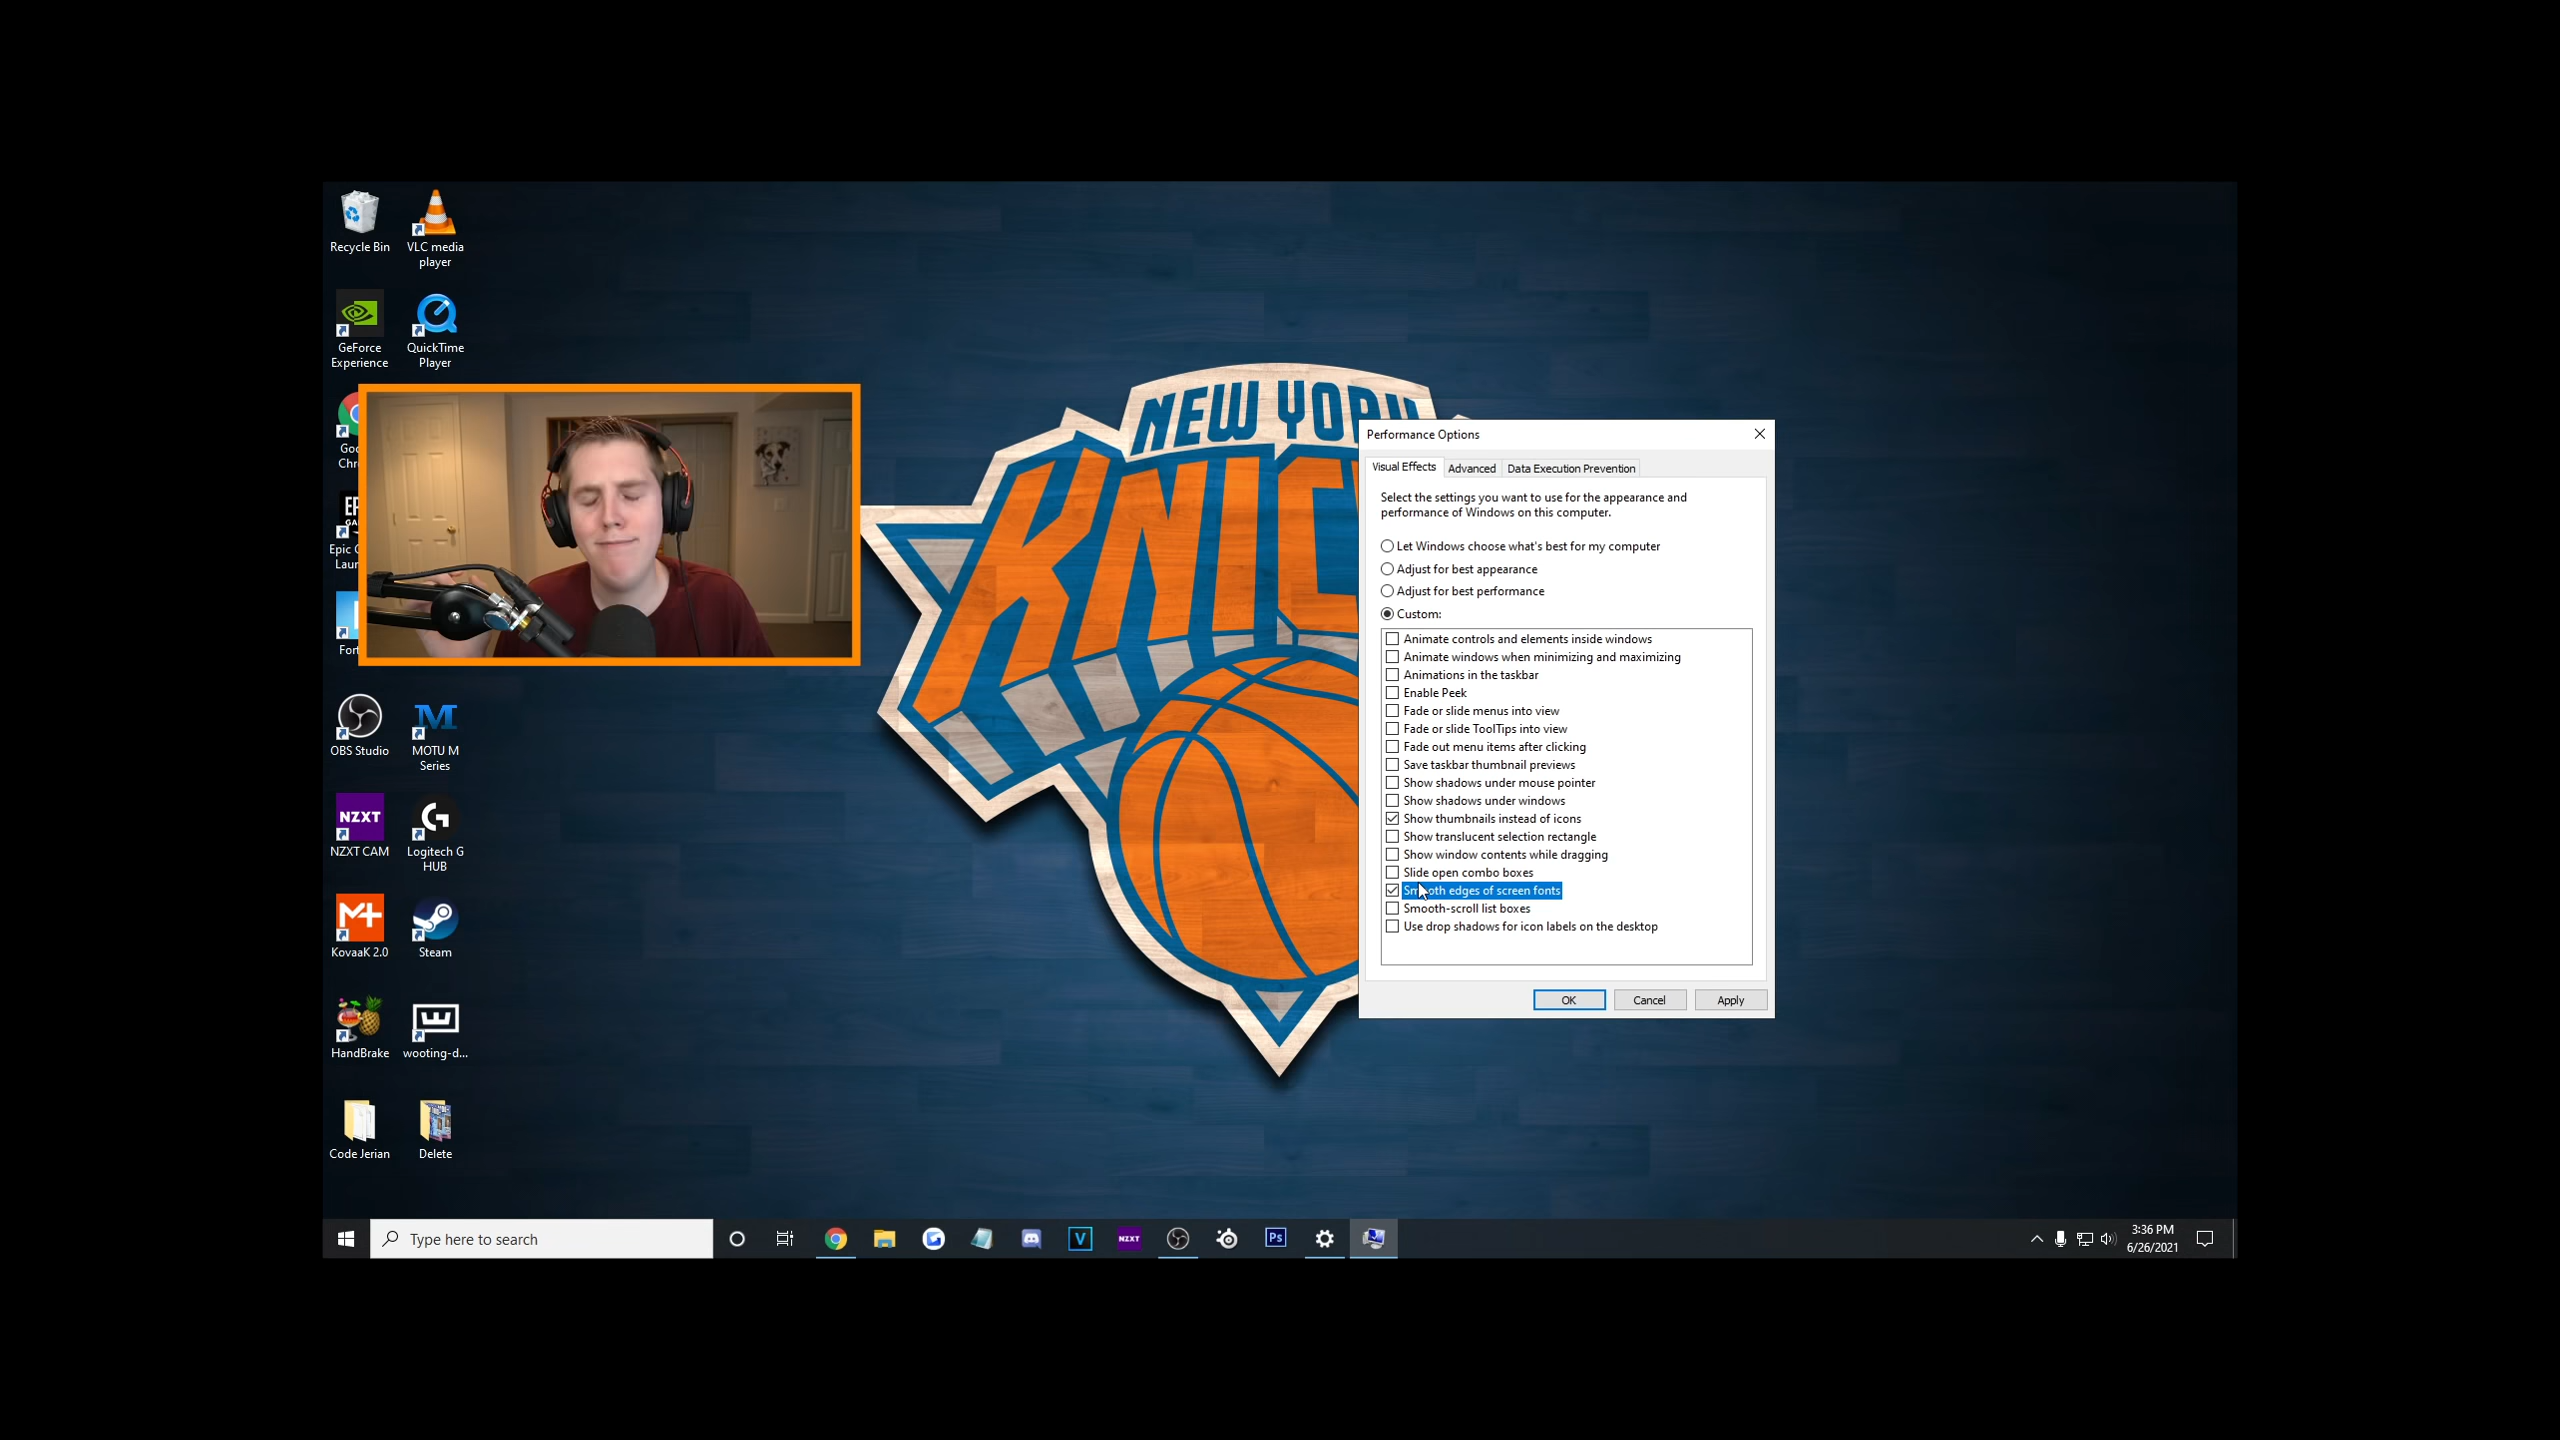 Recycle Bin
VLC media
player
GeForce
Experience
QuickTime
Player
NEW YO
KNIC
OBS Studio
MOTU M
Series
NZXT
NZXT CAM
Logitech G
HUB
KovaaK 2.0
Steam
HandBrake
wooting-d...
Code Jerian
Delete
Performance Options
Visual Effects
Advanced
Data Execution Prevention
Select the settings you want to use for the appearance and
performance of Windows on this computer.
Let Windows choose what's best for my computer
Adjust for best appearance
Adjust for best performance
Custom:
Animate controls and elements inside windows
Animate windows when minimizing and maximizing
Animations in the taskbar
Enable Peek
Fade or slide menus into view
Fade or slide ToolTips into view
Fade out menu items after clicking
Save taskbar thumbnail previews
Show shadows under mouse pointer
Show shadows under windows
Show thumbnails instead of icons
Show translucent selection rectangle
Show window contents while dragging
Slide open combo boxes
Smooth edges of screen fonts
Smooth-scroll list boxes
Use drop shadows for icon labels on the desktop
OK
Cancel
Apply
Type here to search
V
NZXT
Ps
3:36 PM
6/26/2021